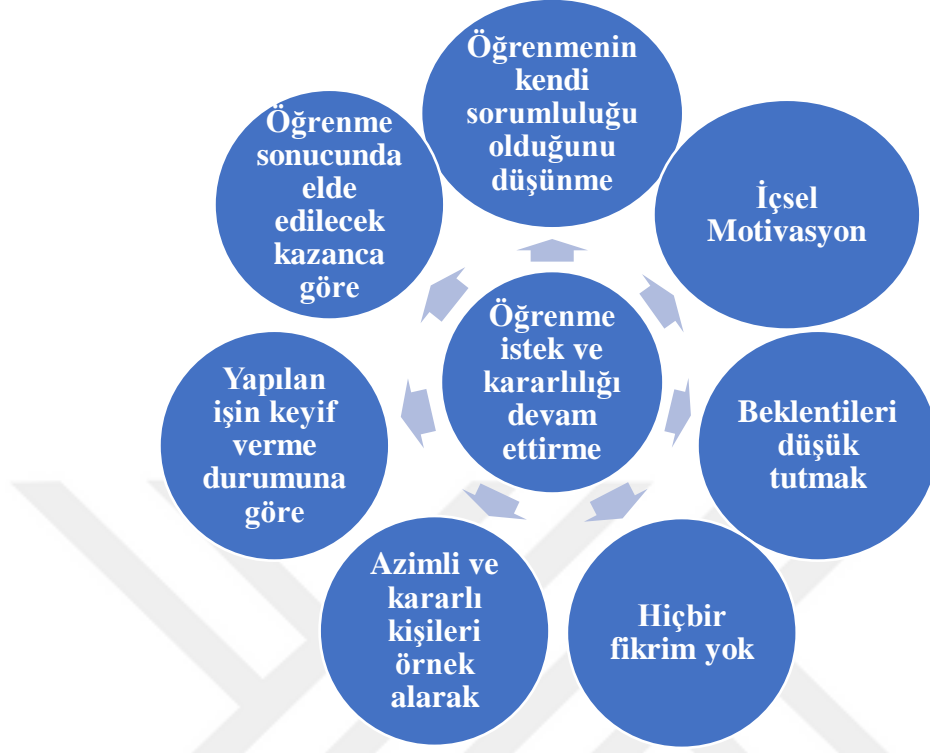 Öğrenmenin
kendi
sorumluluğu
olduğunu
düşünme
İçsel
Motivasyon
Beklentileri
düşük
tutmak
Hiçbir
fikrim yok
Azimli ve
kararlı
kişileri
örnek
alarak
Yapılan
işin keyif
verme
durumuna
göre
Öğrenme
sonucunda
elde
edilecek
kazanca
göre
Öğrenme
istek ve
kararlılığı
devam
ettirme